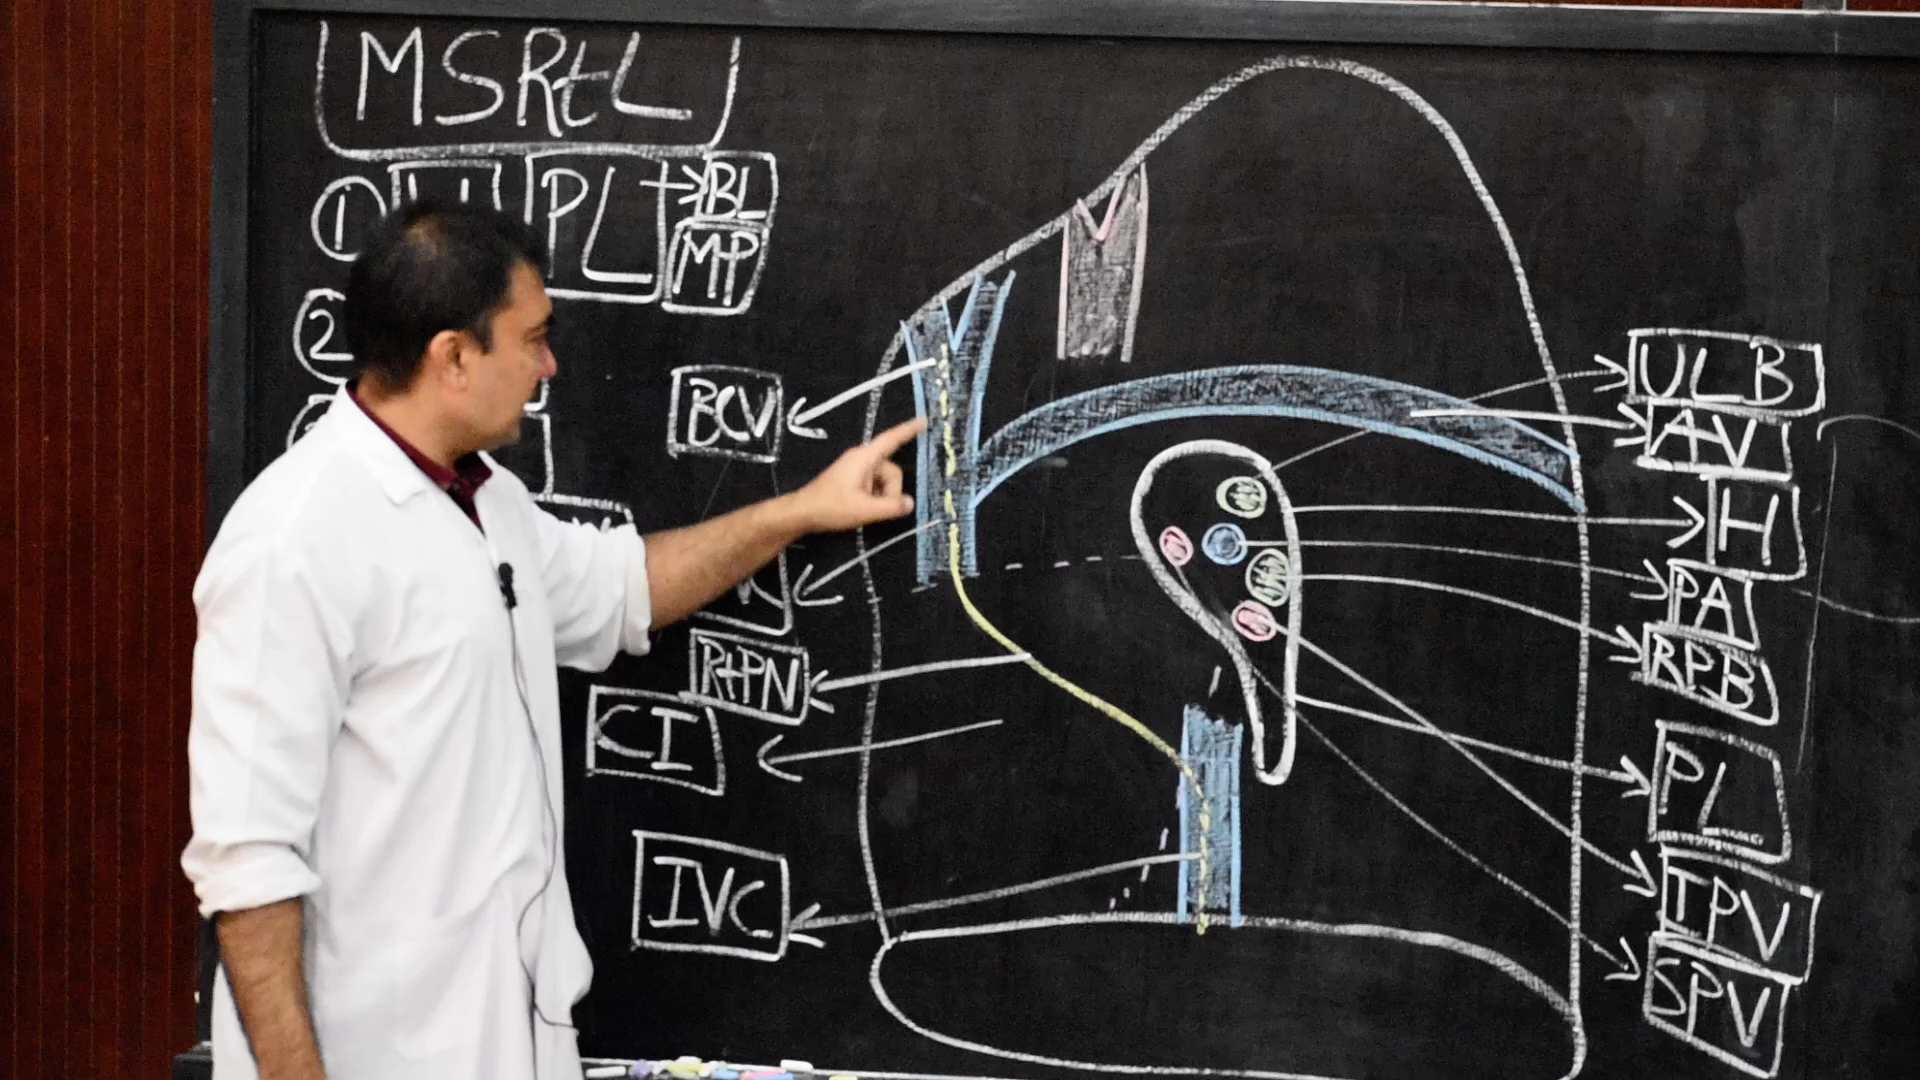 MSRtL
1 PL BL
MP
2
BCV
RtPN
CI
IVC
ULB
AV
H
PA
RPB
PL
IPV
SPV